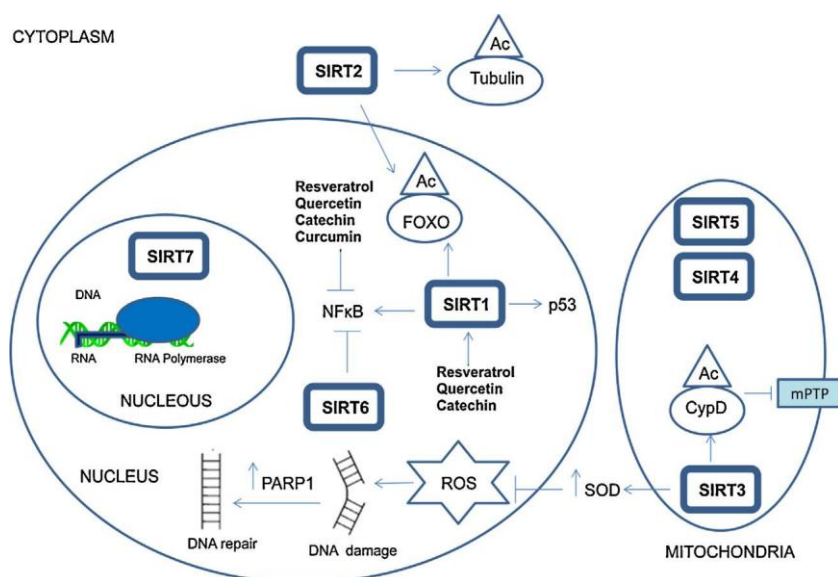 CYTOPLASM
SIRT2
Ac
Tubulin
Resveratrol
Quercetin
Catechin
Curcumin
Ac
FOXO
SIRT7
DNA
RNA
RNA Polymerase
NUCLEOUS
NFκB
SIRT1
p53
Resveratrol
Quercetin
Catechin
SIRT6
SIRT5
SIRT4
Ac
CypD
mPTP
SIRT3
SOD
MITOCHONDRIA
NUCLEUS
PARP1
ROS
DNA repair
DNA damage